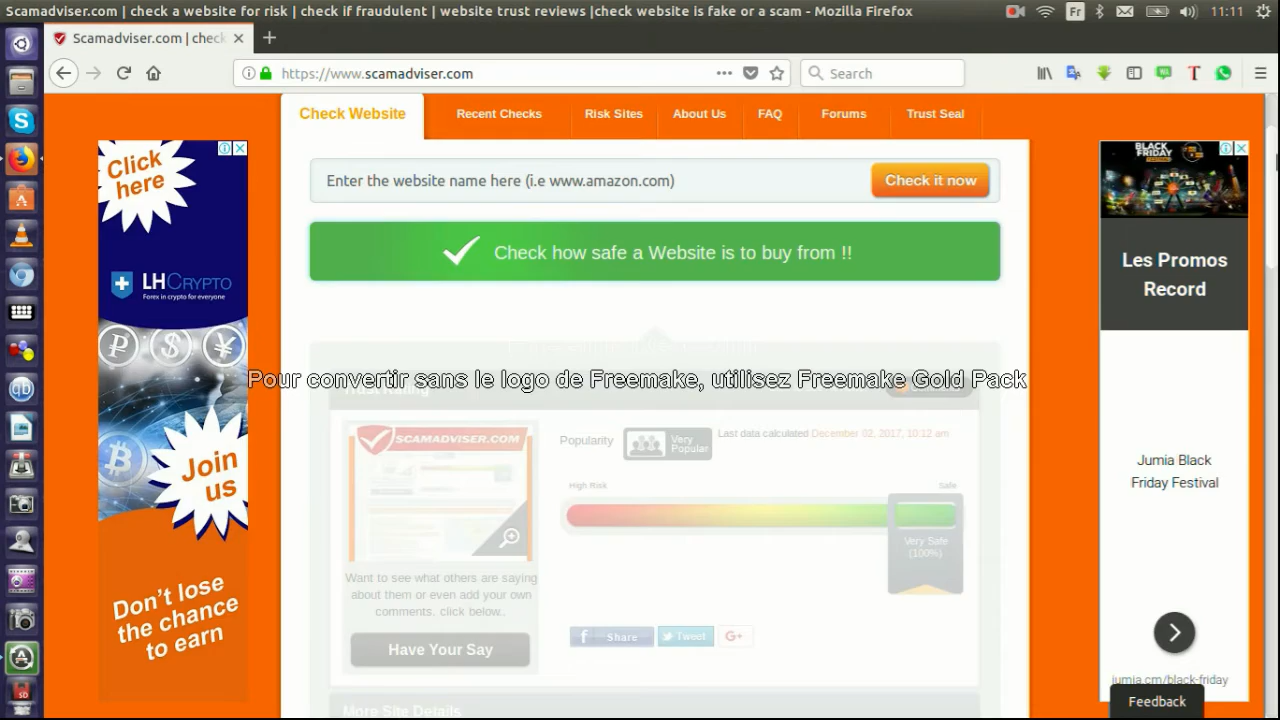 Scamadviser.com | check a website for risk | check if fraudulent | website trust reviews |check website is fake or a scam - Mozilla Firefox
Fr
11:11
Scamadviser.com | check
https://www.scamadviser.com
Search
Check Website
Recent Checks
Risk Sites
About Us
FAQ
Forums
Trust Seal
Enter the website name here (i.e www.amazon.com)
Check it now
Check how safe a Website is to buy from !!
Click
here
LHCRYPTO
Forex in crypto for everyone
Join
us
Don't lose
the chance
to earn
BLACK
FRIDAY
Les Promos
Record
Jumia Black
Friday Festival
jumia.cm/black-friday
Feedback
Pour convertir sans le logo de Freemake, utilisez Freemake Gold Pack
SCAMADVISER.COM
Popularity
Very
Popular
Last data calculated December 02, 2017, 10:12 am
High Risk
Safe
Very Safe
(100%)
Want to see what others are saying
about them or even add your own
comments, click below..
Have Your Say
Share
Tweet
G+
More Site Details